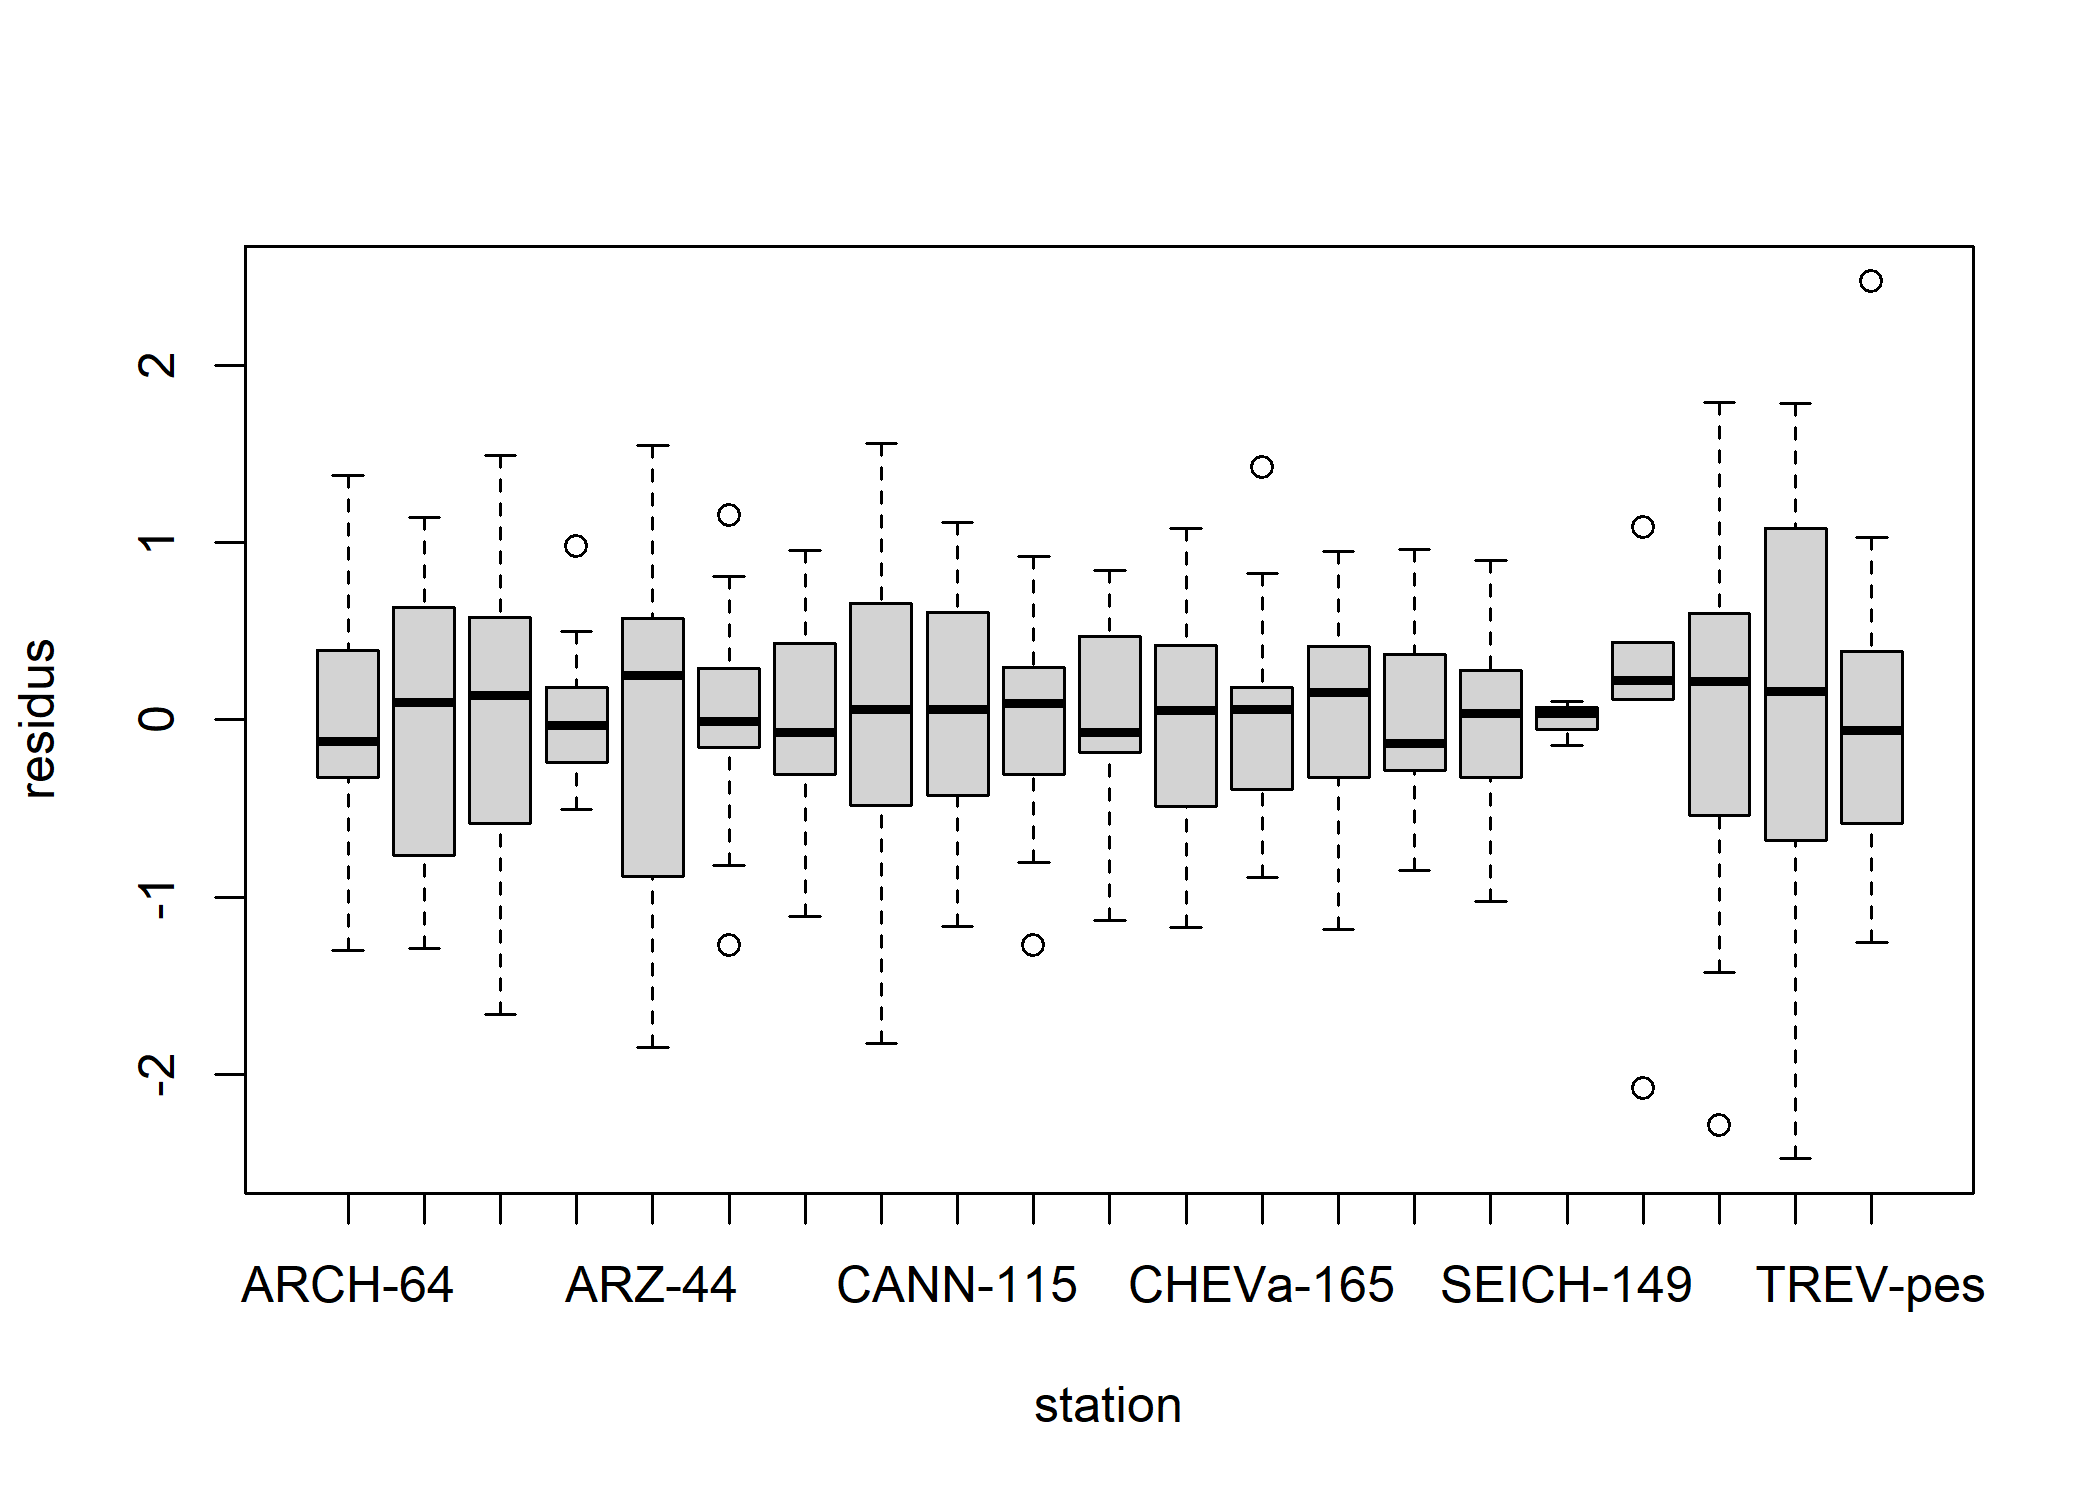 residus
2
1
0
-1
-2
ARCH-64 ARZ-44 CANN-115 CHEVa-165 SEICH-149 TREV-pes
station